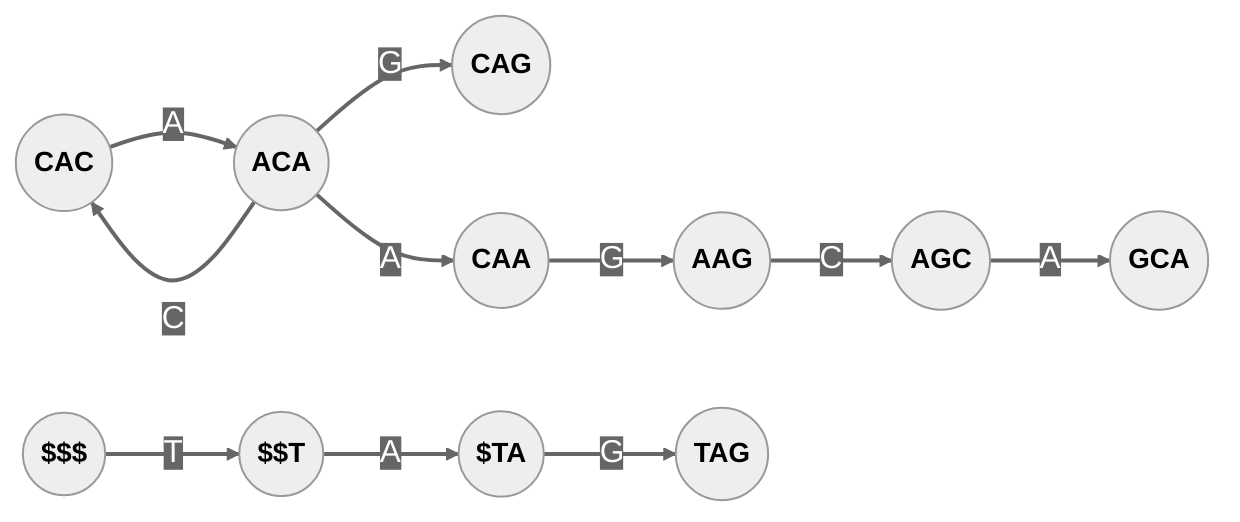 G CAG
A
CAC ACA
A CAA G AAG C AGC A GCA
C
$$$ T $$T A $TA G TAG